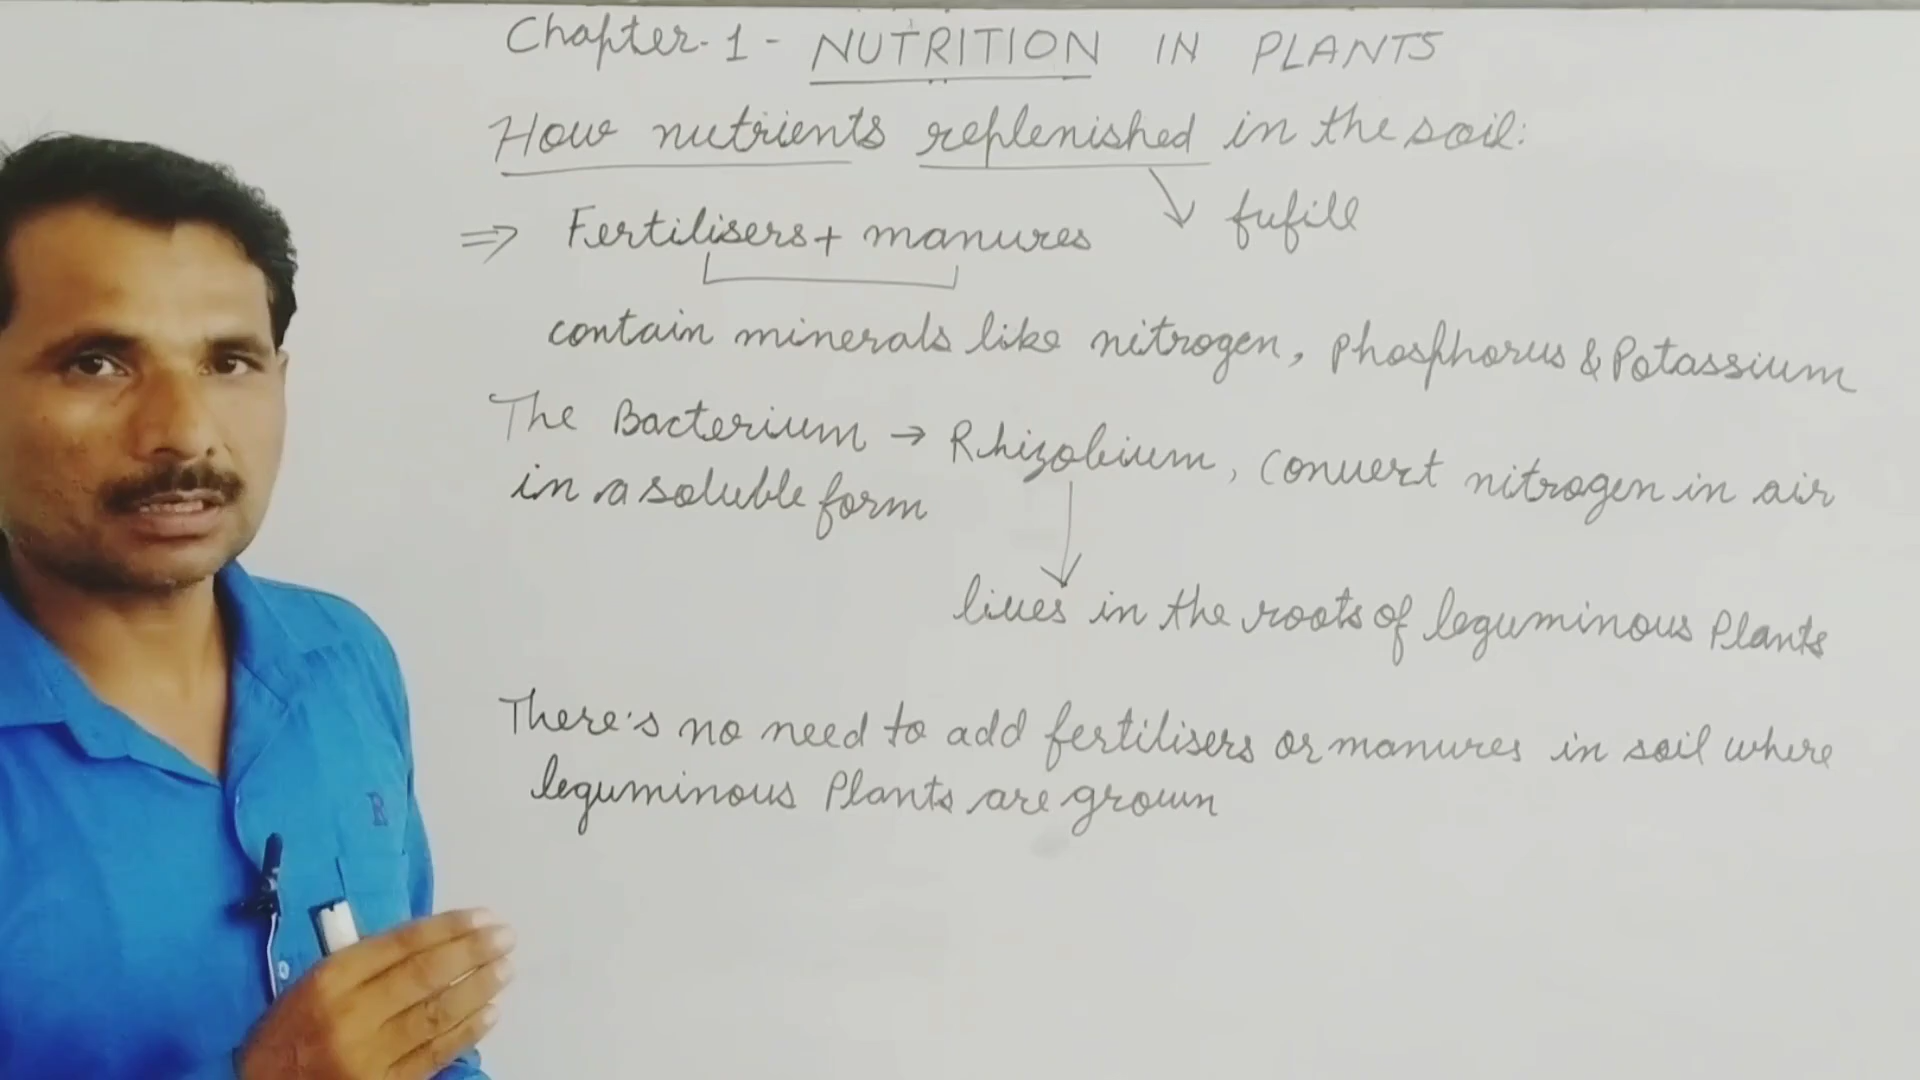 Chapter-1- NUTRITION IN PLANTS
How nutrients replenished in the soil:
fufill
⇒ Fertilisers + manures
contain minerals like nitrogen, phosphorus & Potassium
The Bacterium → Rhizobium, Convert nitrogen in air
in a soluble form
lives in the roots of leguminous Plants
There's no need to add fertilisers or manures in soil where
leguminous Plants are grown
R